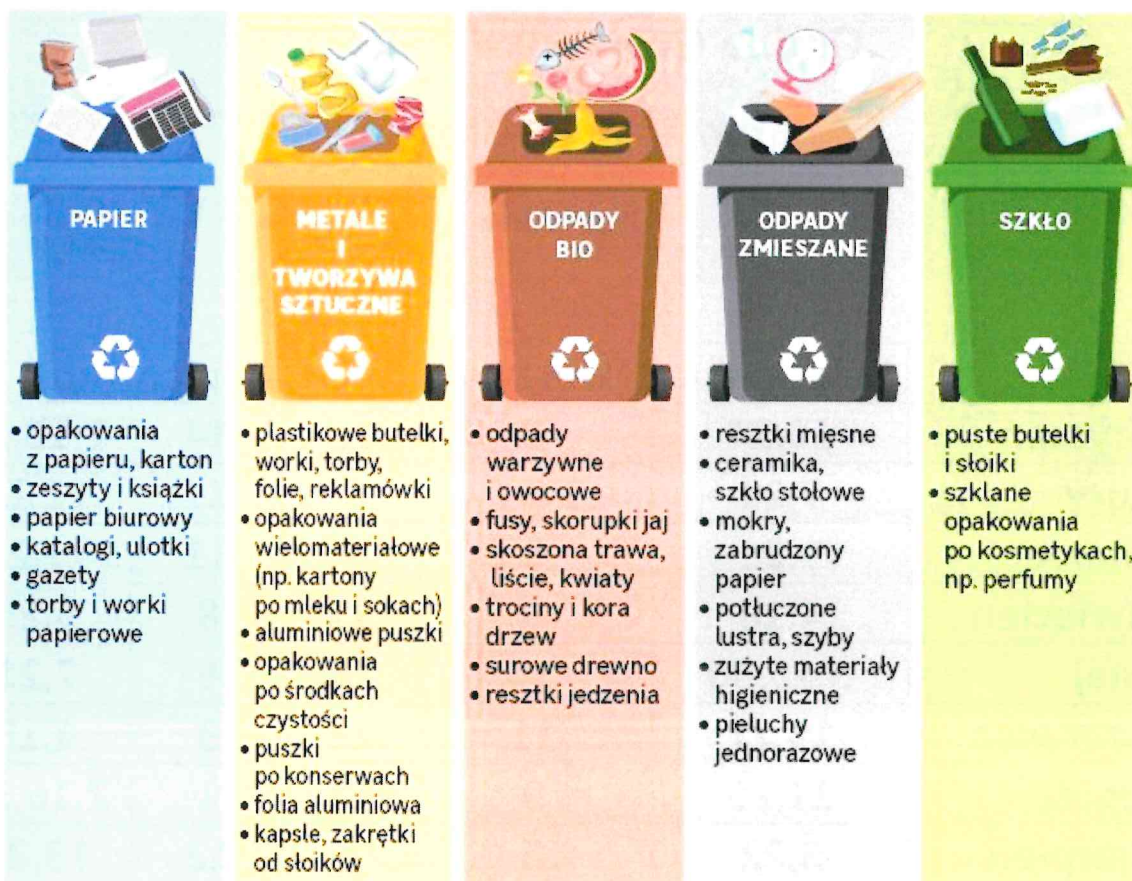 PAPIER
• opakowania
z papieru, karton
• zeszyty i książki
• papier biurowy
• katalogi, ulotki
• gazety
• torby i worki
papierowe
METALE
I
TWORZYWA
SZTUCZNE
• plastikowe butelki,
worki, torby,
folie, reklamówki
• opakowania
wielomateriałowe
(np. kartony
po mleku i sokach)
• aluminiowe puszki
• opakowania
po środkach
czystości
• puszki
po konserwach
• folia aluminiowa
• kapsle, zakrętki
od słoików
ODPADY
BIO
• odpady
warzywne
i owocowe
• fusy, skorupki jaj
• skoszona trawa,
liście, kwiaty
• trociny i kora
drzew
• surowe drewno
• resztki jedzenia
ODPADY
ZMIESZANE
• resztki mięsne
• ceramika,
szkło stołowe
• mokry,
zabrudzony
papier
• potłuczone
lustra, szyby
• zużyte materiały
higieniczne
• pieluchy
jednorazowe
SZKŁO
• puste butelki
i słoiki
• szklane
opakowania
po kosmetykach,
np. perfumy